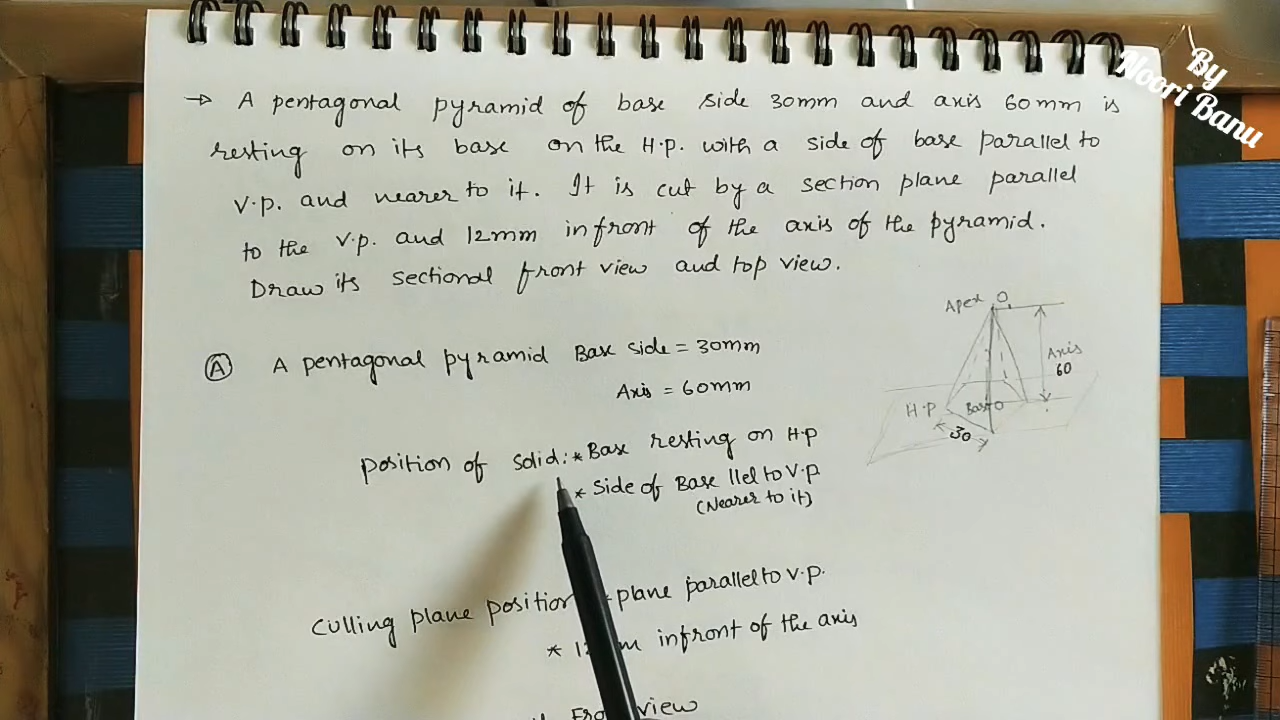 → A pentagonal pyramid of base side 30mm and axis 60mm is
resting on its base on the H.p. with a side of base parallel to
V.p. and nearer to it. It is cut by a section plane parallel
to the V.p. and 12mm infront of the axis of the pyramid.
Draw its sectional front view and top view.
By
Noori Banu
Apex O,
Axis
60
H.P Base O
30
Ⓐ A pentagonal pyramid Base side = 30mm
Axis = 60mm
position of solid: * Base resting on H.p
* Side of Base llel to V.p
(Nearer to it)
Cutting plane position * plane parallel to V.p.
* infront of the axis
view